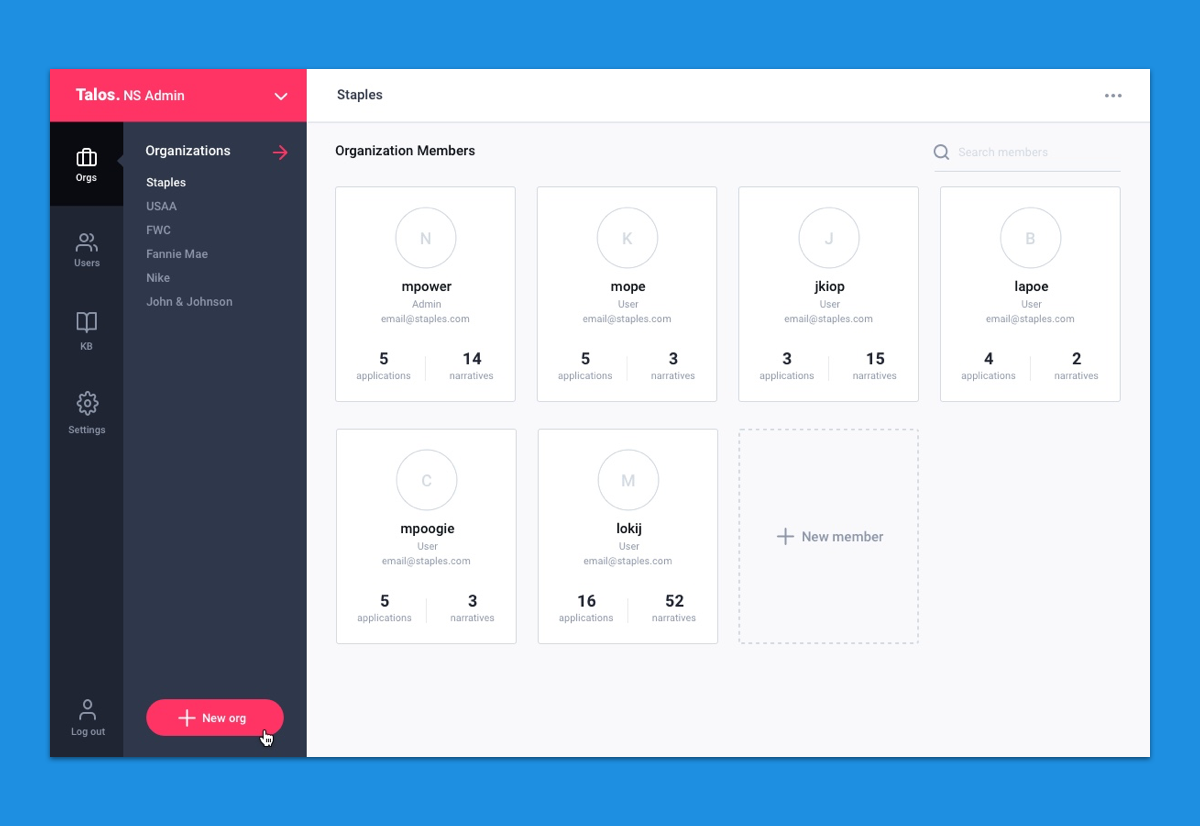 Talos. NS Admin
Staples
Orgs
Users
KB
Settings
Log out
Organizations
Staples
USAA
FWC
Fannie Mae
Nike
John & Johnson
New org
Organization Members
Search members
N
mpower
Admin
email@staples.com
5 14
applications narratives
K
mope
User
email@staples.com
5 3
applications narratives
J
jkiop
User
email@staples.com
3 15
applications narratives
B
lapoe
User
email@staples.com
4 2
applications narratives
C
mpoogie
User
email@staples.com
5 3
applications narratives
M
lokij
User
email@staples.com
16 52
applications narratives
New member